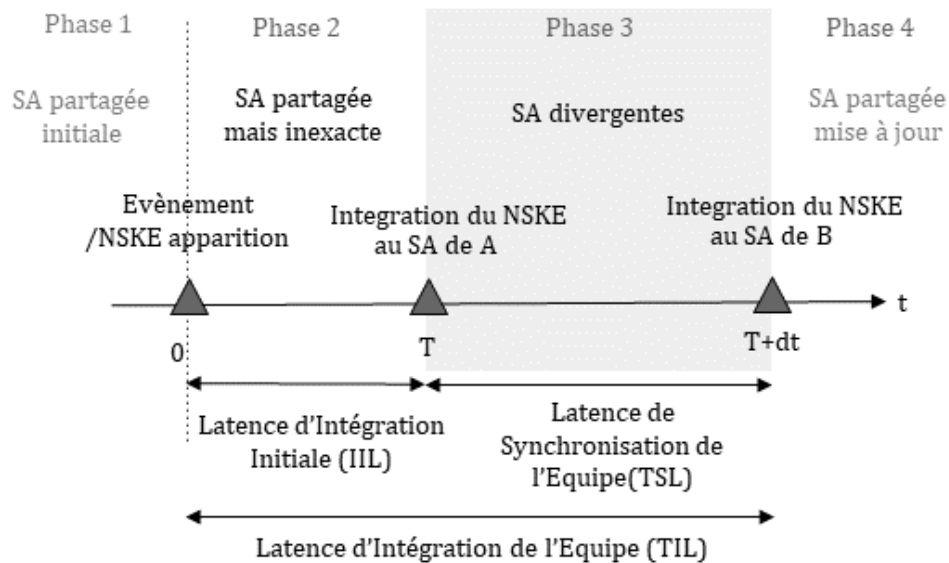 Phase 1
Phase 2
Phase 3
Phase 4
SA partagée
initiale
SA partagée
mais inexacte
SA divergentes
SA partagée
mise à jour
Evènement
/NSKE apparition
Integration du NSKE
au SA de A
Integration du NSKE
au SA de B
t
0
T
T+dt
Latence d'Intégration
Initiale (IIL)
Latence de
Synchronisation de
l'Equipe(TSL)
Latence d'Intégration de l'Equipe (TIL)